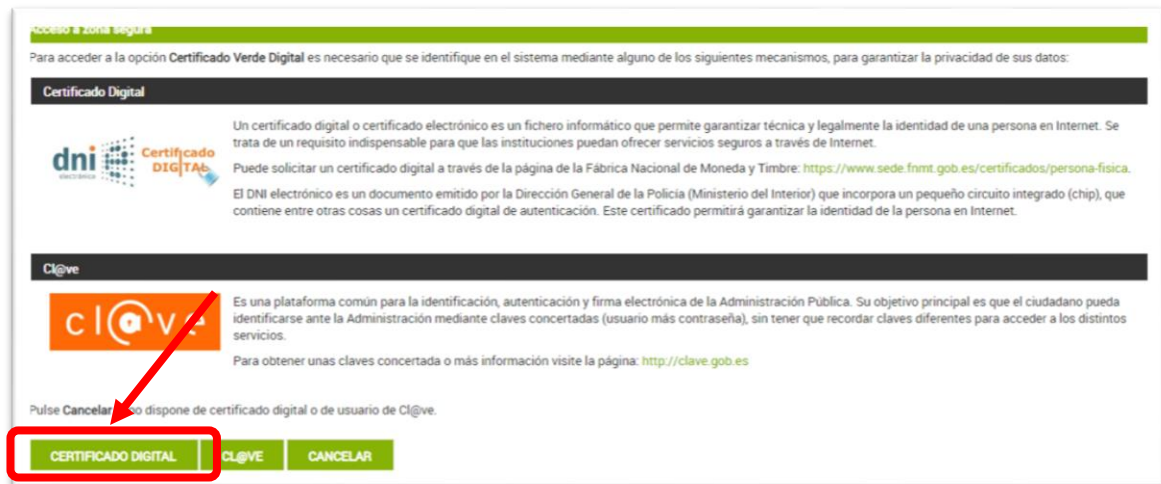 Acceso a zona segura
Para acceder a la opción Certificado Verde Digital es necesario que se identifique en el sistema mediante alguno de los siguientes mecanismos, para garantizar la privacidad de sus datos:
Certificado Digital
dni
electrónico
Certificado
DIGITAL
Un certificado digital o certificado electrónico es un fichero informático que permite garantizar técnica y legalmente la identidad de una persona en Internet. Se
trata de un requisito indispensable para que las instituciones puedan ofrecer servicios seguros a través de Internet.
Puede solicitar un certificado digital a través de la página de la Fábrica Nacional de Moneda y Timbre: https://www.sede.fnmt.gob.es/certificados/persona-fisica.
El DNI electrónico es un documento emitido por la Dirección General de la Policía (Ministerio del Interior) que incorpora un pequeño circuito integrado (chip), que
contiene entre otras cosas un certificado digital de autenticación. Este certificado permitirá garantizar la identidad de la persona en Internet.
Cl@ve
cl@ve
Es una plataforma común para la identificación, autenticación y firma electrónica de la Administración Pública. Su objetivo principal es que el ciudadano pueda
identificarse ante la Administración mediante claves concertadas (usuario más contraseña), sin tener que recordar claves diferentes para acceder a los distintos
servicios.
Para obtener unas claves concertada o más información visite la página: http://clave.gob.es
Pulse Cancelar no dispone de certificado digital o de usuario de Cl@ve.
CERTIFICADO DIGITAL CL@VE CANCELAR